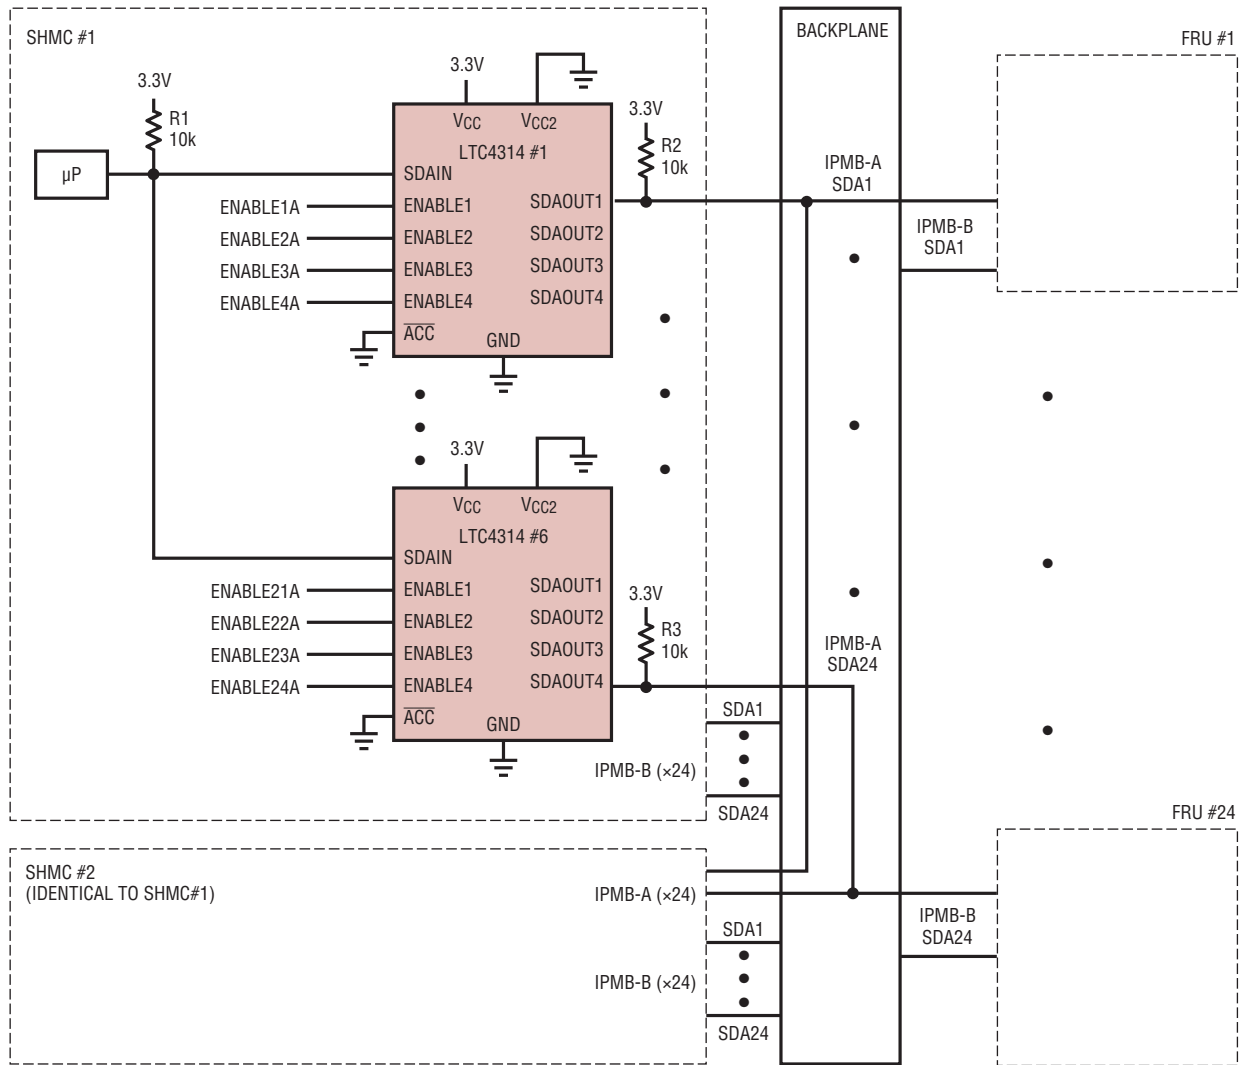 SHMC #1
3.3V
R1
10k
µP
3.3V
VCC
VCC2
LTC4314 #1
SDAIN
ENABLE1A
ENABLE1
ENABLE2A
ENABLE2
ENABLE3A
ENABLE3
ENABLE4A
ENABLE4
ACC
GND
SDAOUT1
SDAOUT2
SDAOUT3
SDAOUT4
3.3V
R2
10k
3.3V
VCC
VCC2
LTC4314 #6
SDAIN
ENABLE21A
ENABLE1
ENABLE22A
ENABLE2
ENABLE23A
ENABLE3
ENABLE24A
ENABLE4
ACC
GND
SDAOUT1
SDAOUT2
SDAOUT3
SDAOUT4
3.3V
R3
10k
SDA1
IPMB-B (×24)
SDA24
SHMC #2
(IDENTICAL TO SHMC#1)
IPMB-A (×24)
SDA1
IPMB-B (×24)
SDA24
BACKPLANE
IPMB-A
SDA1
IPMB-A
SDA24
FRU #1
IPMB-B
SDA1
FRU #24
IPMB-B
SDA24